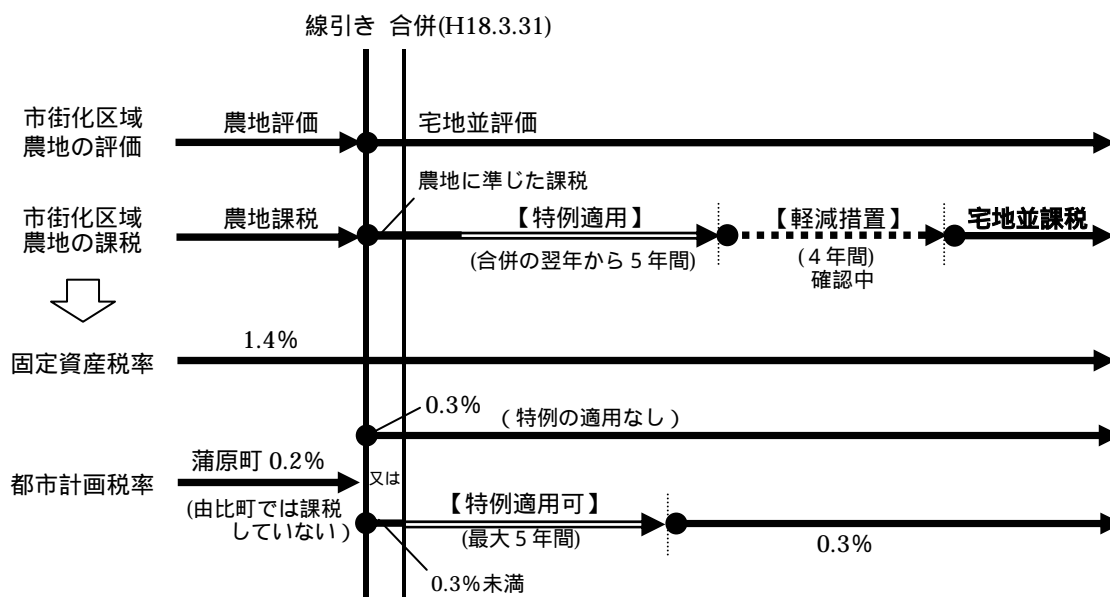 線引き 合併(H18.3.31)
市街化区域
農地の評価
農地評価
宅地並評価
農地に準じた課税
市街化区域
農地の課税
農地課税
【特例適用】
(合併の翌年から5年間)
【軽減措置】
(4年間)
確認中
宅地並課税
固定資産税率
1.4%
0.3%
(特例の適用なし)
都市計画税率
蒲原町 0.2%
(由比町では課税
していない)
又は
【特例適用可】
(最大5年間)
0.3%
0.3%未満